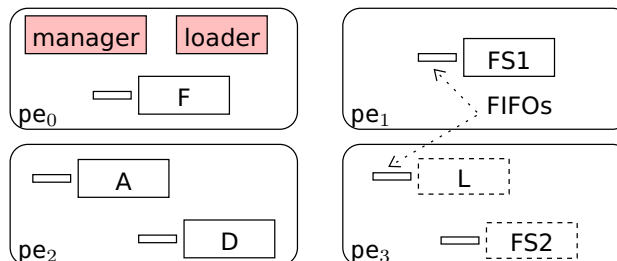 manager loader
F
pe0
FS1
FIFOs
pe1
A
D
pe2
L
FS2
pe3